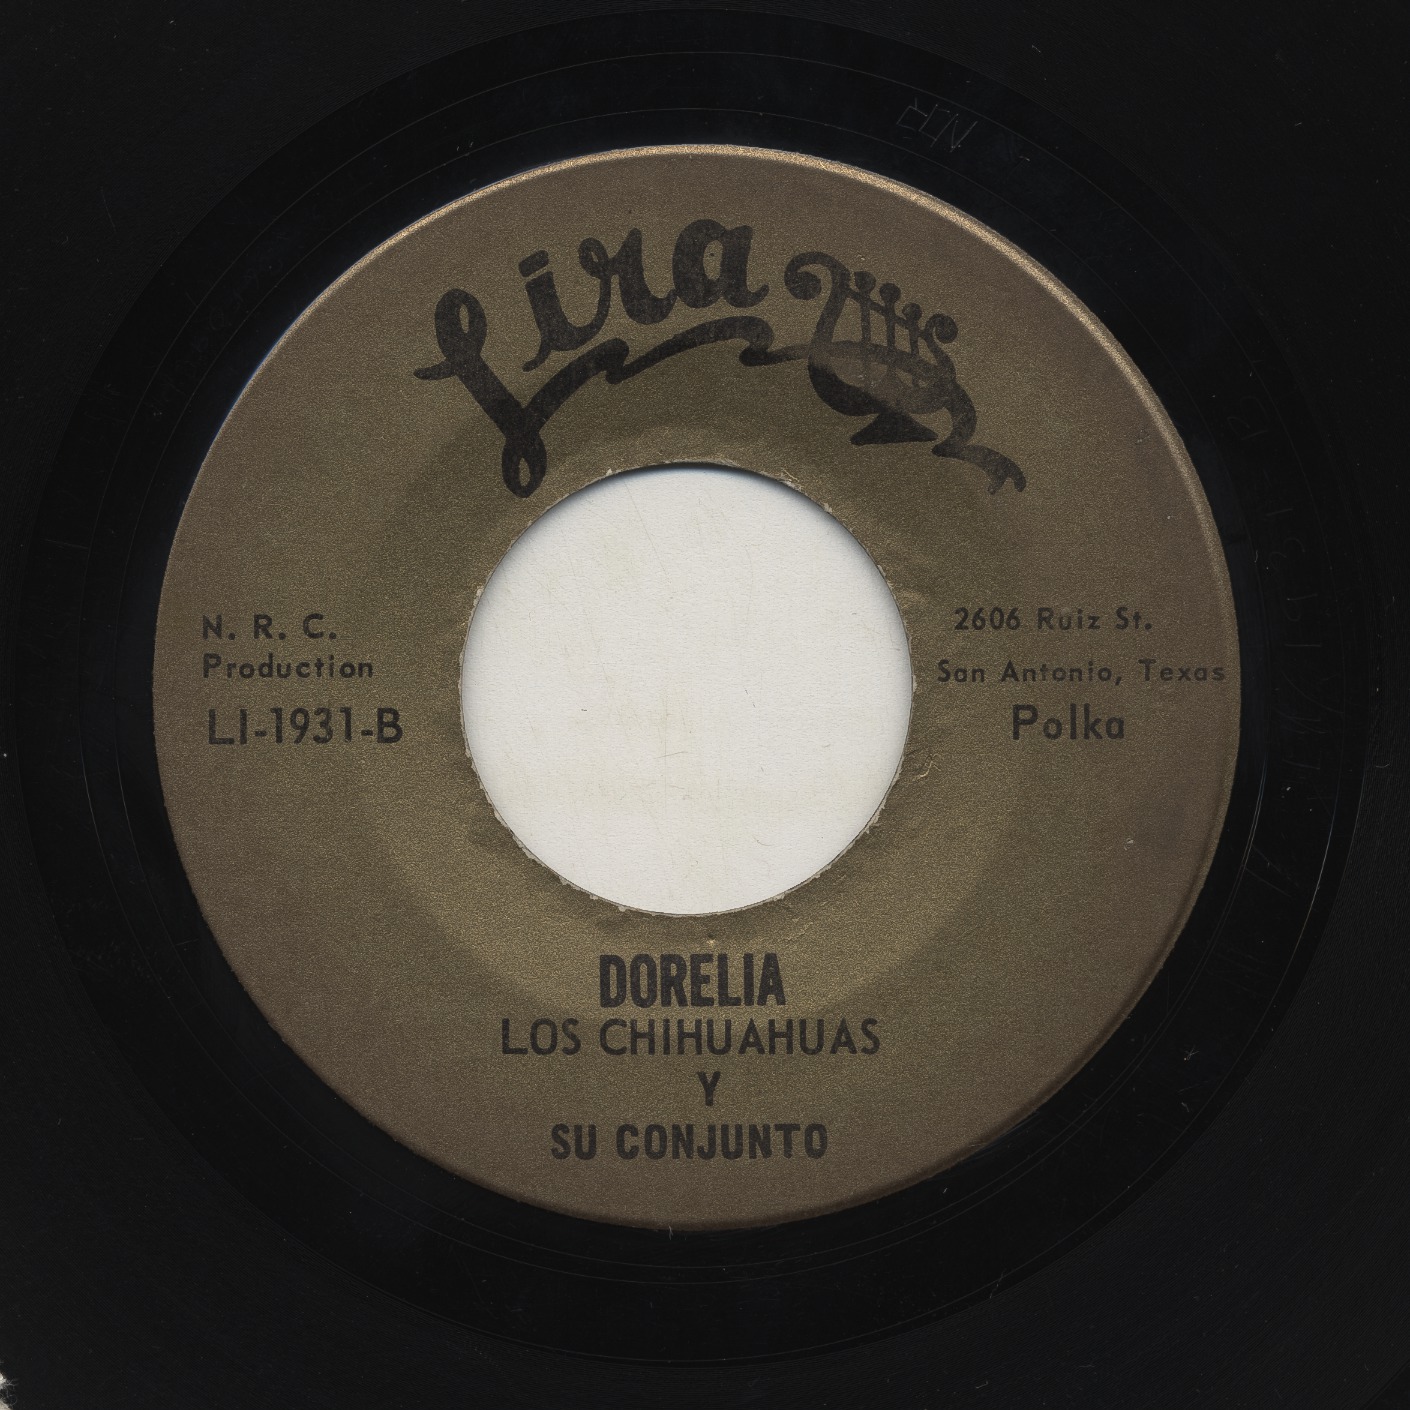 Lira
N. R. C.
Production
LI-1931-B
2606 Ruiz St.
San Antonio, Texas
Polka
DORELIA
LOS CHIHUAHUAS
Y
SU CONJUNTO